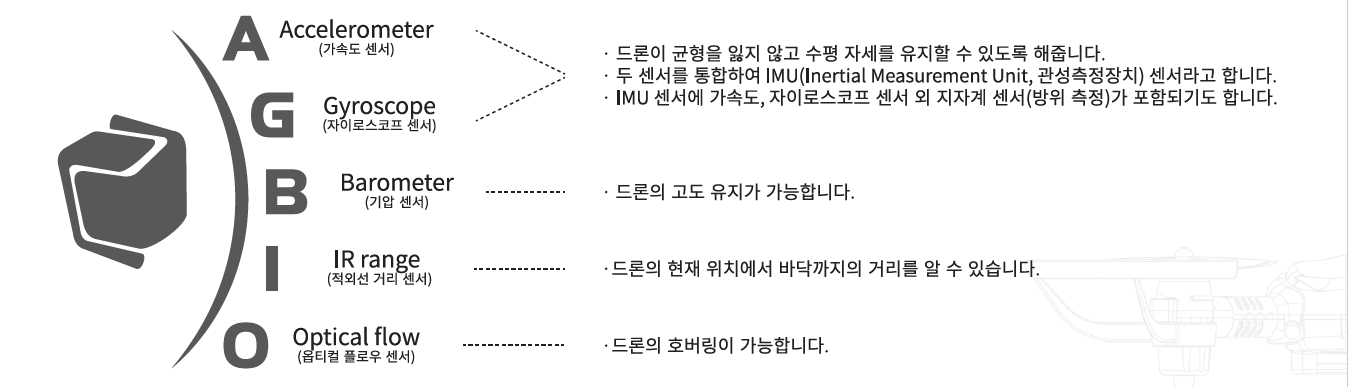 A Accelerometer
(가속도 센서)
G Gyroscope
(자이로스코프 센서)
· 드론이 균형을 잃지 않고 수평 자세를 유지할 수 있도록 해줍니다.
· 두 센서를 통합하여 IMU(Inertial Measurement Unit, 관성측정장치) 센서라고 합니다.
· IMU 센서에 가속도, 자이로스코프 센서 외 지자계 센서(방위 측정)가 포함되기도 합니다.
B Barometer
(기압 센서)
· 드론의 고도 유지가 가능합니다.
I IR range
(적외선 거리 센서)
· 드론의 현재 위치에서 바닥까지의 거리를 알 수 있습니다.
O Optical flow
(옵티컬 플로우 센서)
· 드론의 호버링이 가능합니다.